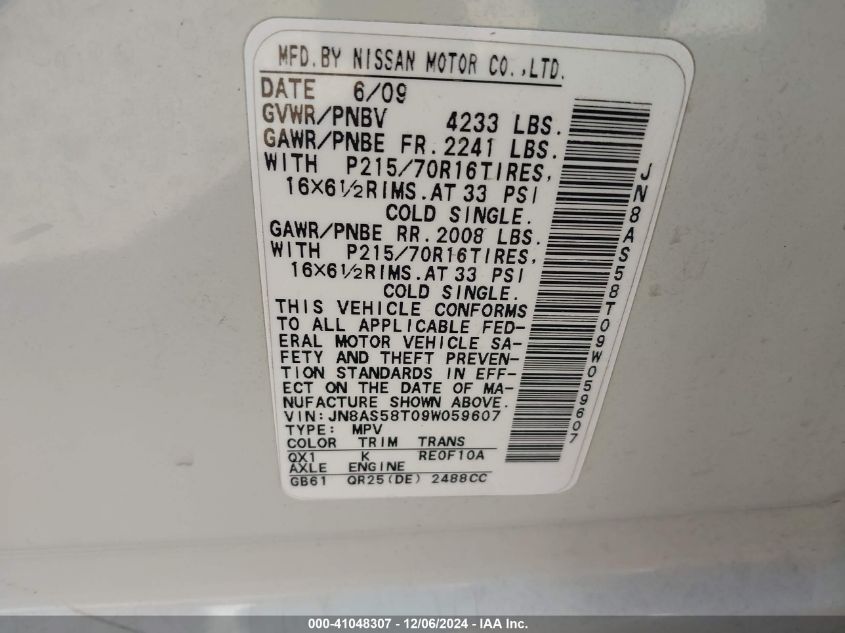 MFD.BY NISSAN MOTOR CO.,LTD.
DATE 6/09
GVWR/PNBV 4233 LBS.
GAWR/PNBE FR.2241 LBS.
WITH P215/70R16TIRES,
16X6½RIMS.AT 33 PSI
COLD SINGLE.
GAWR/PNBE RR.2008 LBS.
WITH P215/70R16TIRES,
16X6½RIMS.AT 33 PSI
COLD SINGLE.
THIS VEHICLE CONFORMS
TO ALL APPLICABLE FED-
ERAL MOTOR VEHICLE SA-
FETY AND THEFT PREVEN-
TION STANDARDS IN EFF-
ECT ON THE DATE OF MA-
NUFACTURE SHOWN ABOVE.
VIN:JN8AS58T09W059607
TYPE: MPV
COLOR TRIM TRANS
QX1 K RE0F10A
AXLE ENGINE
GB61 QR25(DE) 2488CC
JN8AS58T09W059607
000-41048307 - 12/06/2024 - IAA Inc.